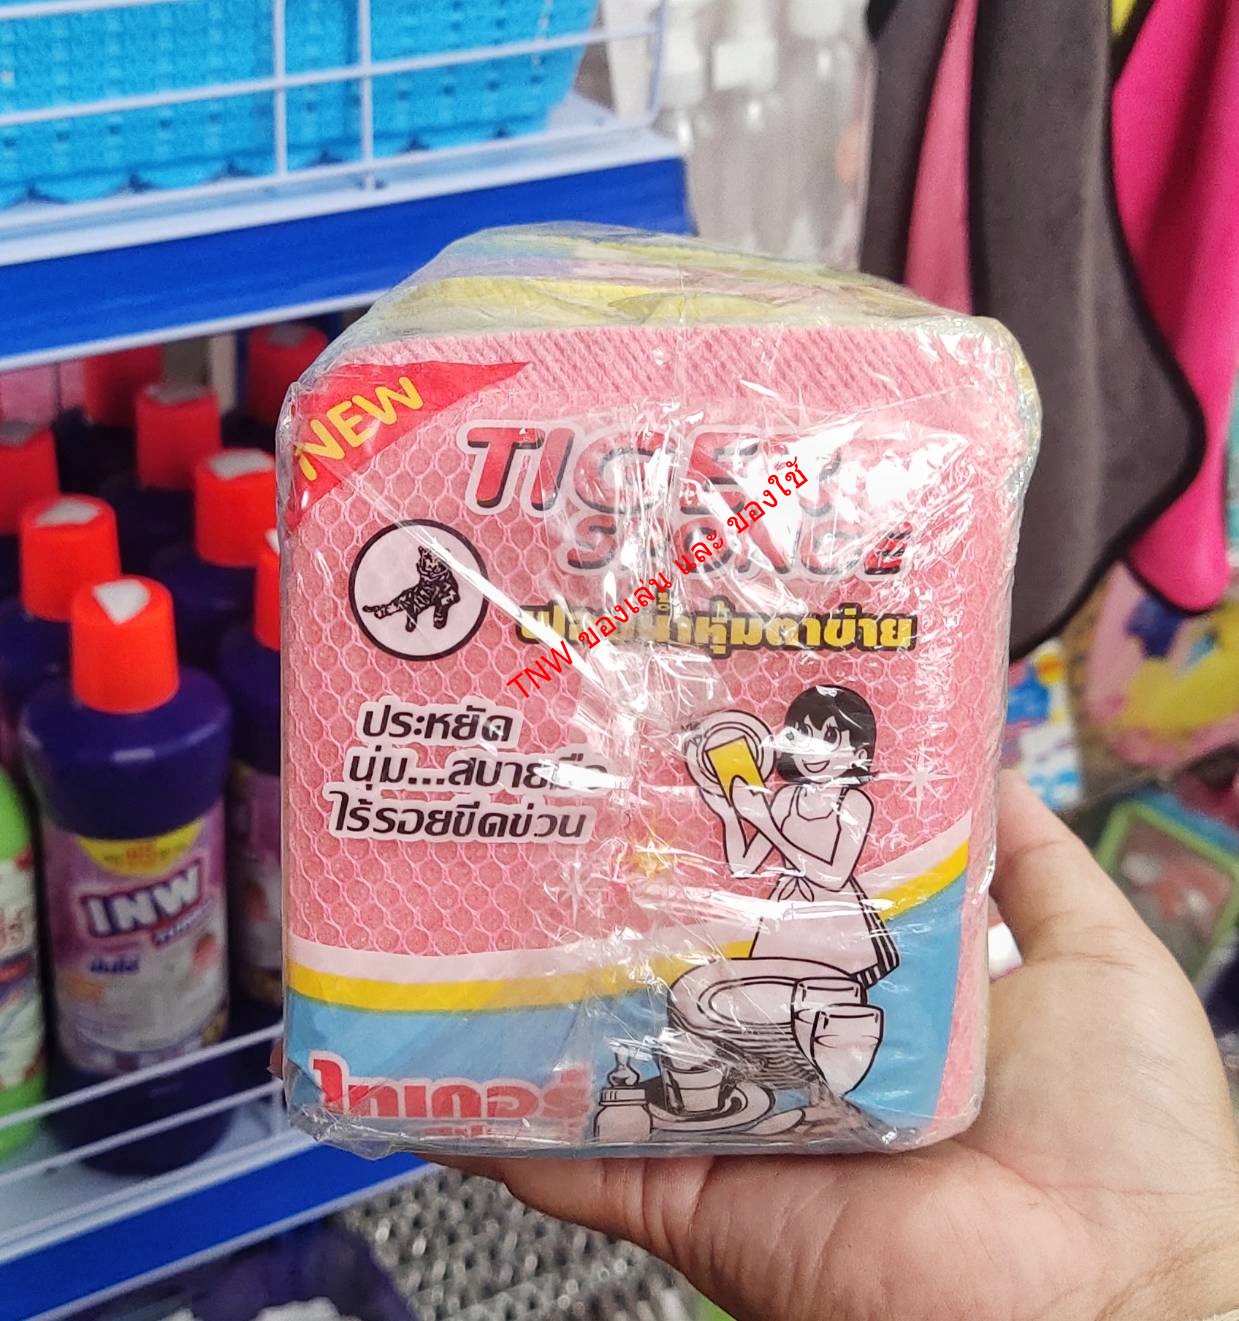 NEW
TIGER
SPONGE
ฟองน้ำหุ้มตาข่าย
TNW ของเล่น และ ของใช้
ประหยัด
นุ่ม...สบายมือ
ไร้รอยขีดข่วน
ไทเกอร์
INW